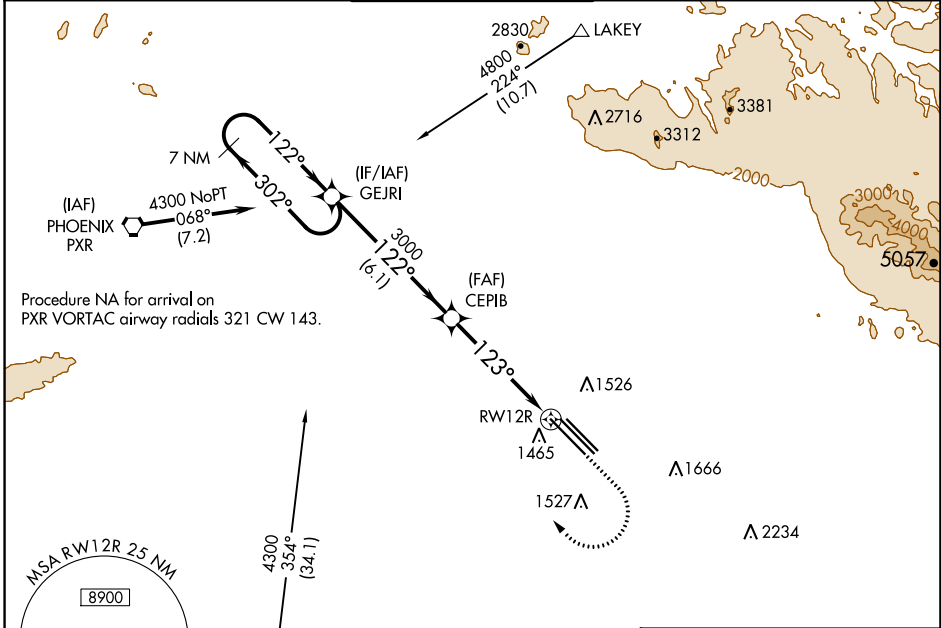 2830
LAKEY
4800
224°
(10.7)
2716
3381
3312
2000
3000
4000
5057
7 NM
122°
302°
(IF/IAF)
GEJRI
(IAF)
PHOENIX
PXR
4300 NoPT
068°
(7.2)
3000
122°
(6.1)
(FAF)
CEPIB
Procedure NA for arrival on
PXR VORTAC airway radials 321 CW 143.
123°
1526
RW12R
1465
1666
1527
2234
4300
354°
(34.1)
MSA RW12R 25 NM
8900